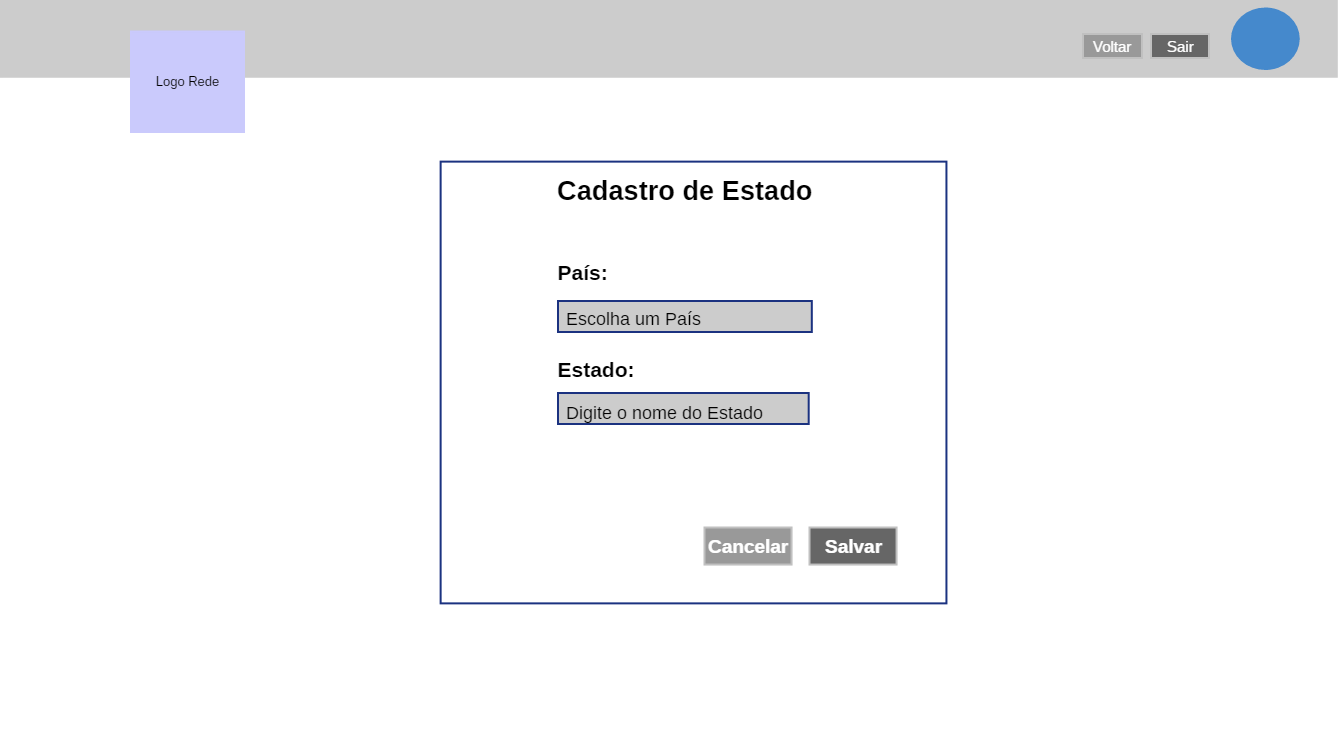 Voltar
Sair
Logo Rede
Cadastro de Estado
País:
Escolha um País
Estado:
Digite o nome do Estado
Cancelar
Salvar